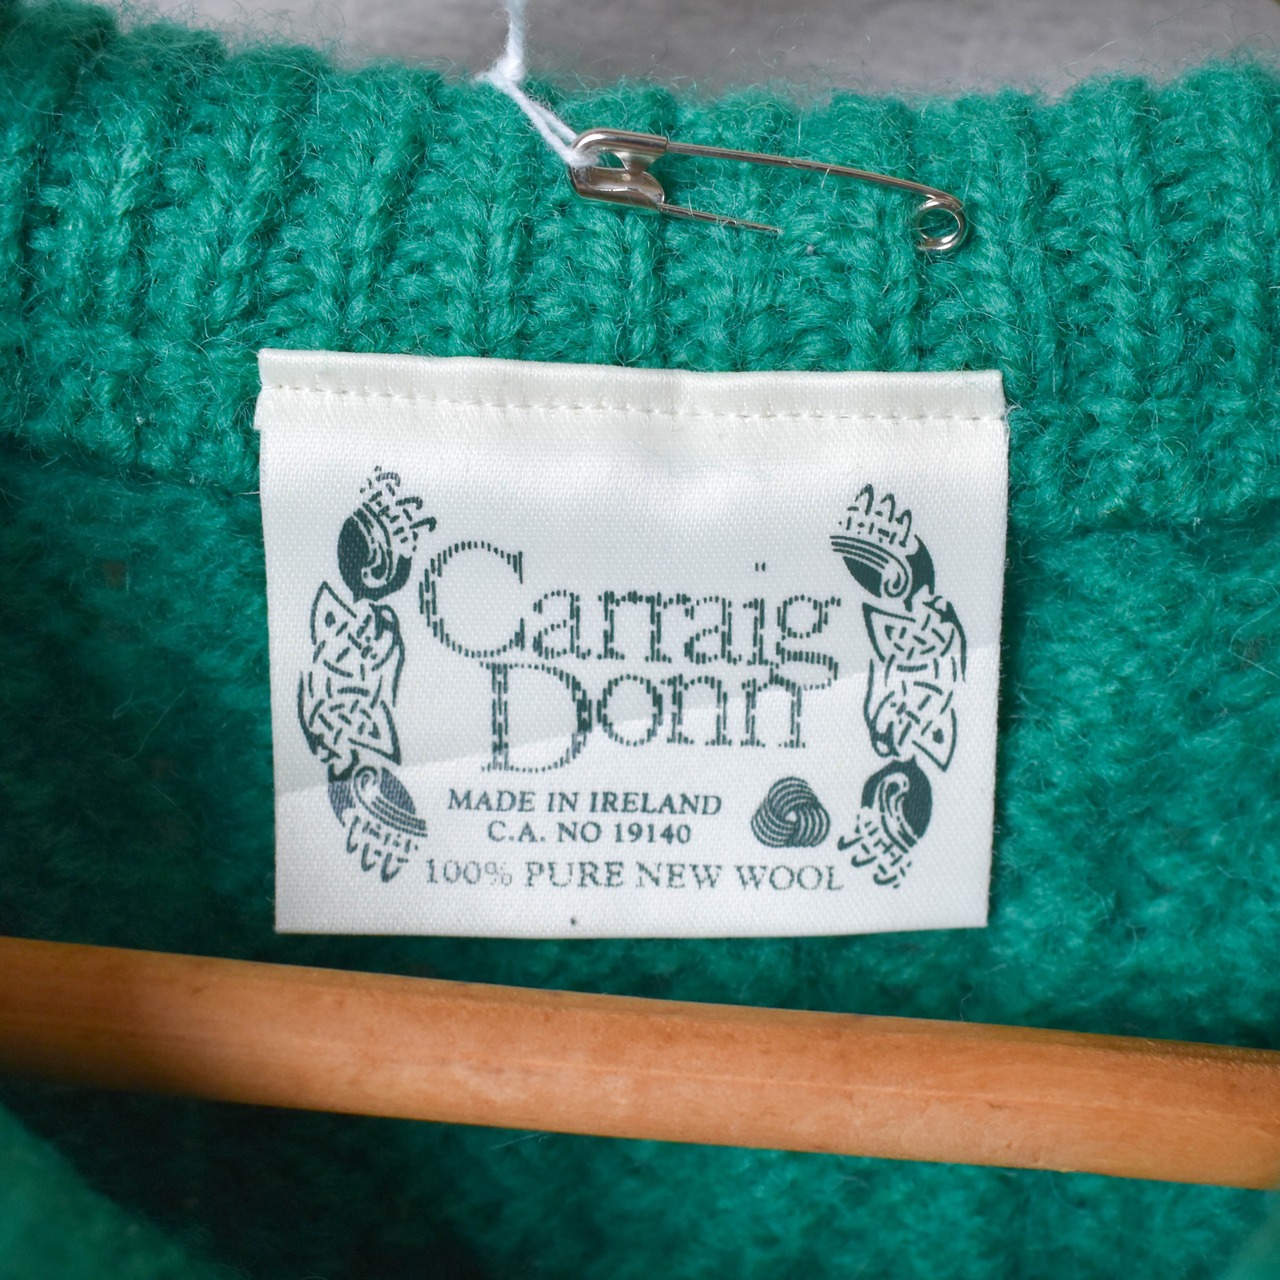 Carraig
Donn
MADE IN IRELAND
C.A. NO 19140
100% PURE NEW WOOL